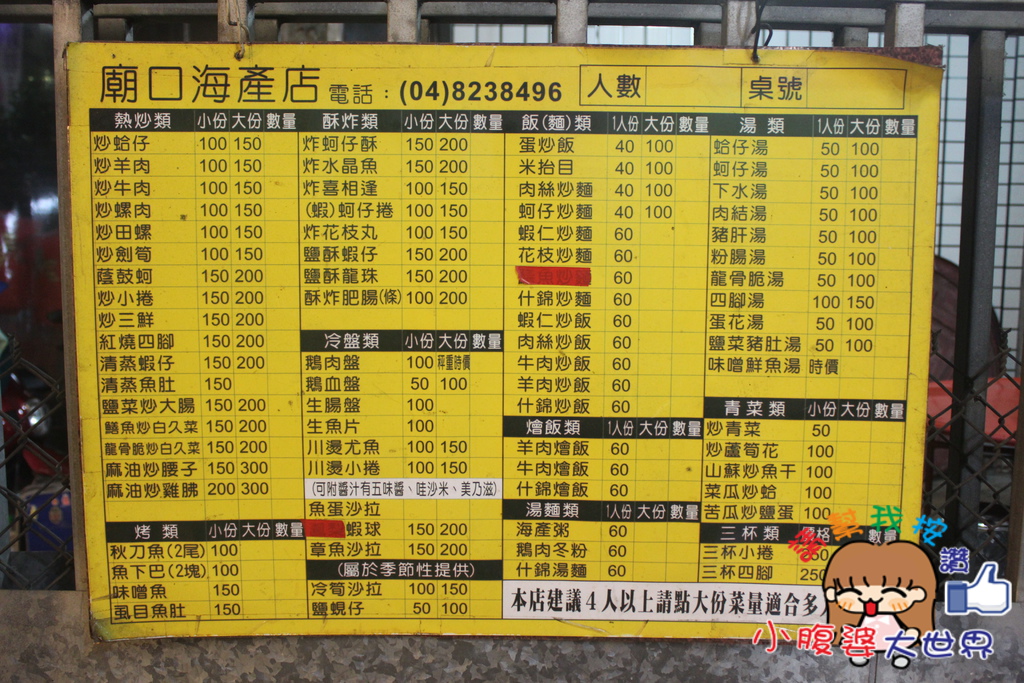 廟口海產店 電話：(04)8238496 人數 桌號
熱炒類 小份 大份 數量
炒蛤仔 100 150
炒羊肉 100 150
炒牛肉 100 150
炒螺肉 100 150
炒田螺 100 150
炒劍筍 100 150
蔭鼓蚵 150 200
炒小捲 150 200
炒三鮮 150 200
紅燒四腳 150 200
清蒸蝦仔 150 200
清蒸魚肚 150
鹽菜炒大腸 150 200
鱔魚炒白久菜 150 200
龍骨脆炒白久菜 150 200
麻油炒腰子 150 300
麻油炒雞胇 200 300
烤 類 小份 大份 數量
秋刀魚(2尾) 100
魚下巴(2塊) 100
味噌魚 150
虱目魚肚 150
酥炸類 小份 大份 數量
炸蚵仔酥 150 200
炸水晶魚 150 200
炸喜相逢 100 150
(蝦)蚵仔捲 100 150
炸花枝丸 100 150
鹽酥蝦仔 150 200
鹽酥龍珠 150 200
酥炸肥腸(條) 100 200
冷盤類 小份 大份 數量
鵝肉盤 100 秤重時價
鵝血盤 50 100
生腸盤 100
生魚片 100
川燙尤魚 100 150
川燙小捲 100 150
(可附醬汁有五味醬、哇沙米、美乃滋)
魚蛋沙拉
蝦球 150 200
章魚沙拉 150 200
(屬於季節性提供)
冷筍沙拉 100 150
鹽蜆仔 50 100
飯(麵)類 1人份 大份 數量
蛋炒飯 40 100
米抬目 40 100
肉絲炒麵 40 100
蚵仔炒麵 40 100
蝦仁炒麵 60
花枝炒麵 60
60
什錦炒麵 60
蝦仁炒飯 60
肉絲炒飯 60
牛肉炒飯 60
羊肉炒飯 60
什錦炒飯 60
燴飯類 1人份 大份 數量
羊肉燴飯 60
牛肉燴飯 60
什錦燴飯 60
湯麵類 1人份 大份 數量
海產粥 60
鵝肉冬粉 60
什錦湯麵 60
本店建議4人以上請點大份菜量適合多
湯 類 1人份 大份 數量
蛤仔湯 50 100
蚵仔湯 50 100
下水湯 50 100
肉結湯 50 100
豬肝湯 50 100
粉腸湯 50 100
龍骨脆湯 50 100
四腳湯 100 150
蛋花湯 50 100
鹽菜豬肚湯 50 100
味噌鮮魚湯 時價
青菜類 小份 大份 數量
炒青菜 50
炒蘆筍花 100
山蘇炒魚干 100
菜瓜炒蛤 100
苦瓜炒鹽蛋 100
三杯類 價格 數量
三杯小捲 250
三杯四腳 250
幫我按讚
小腹婆大世界